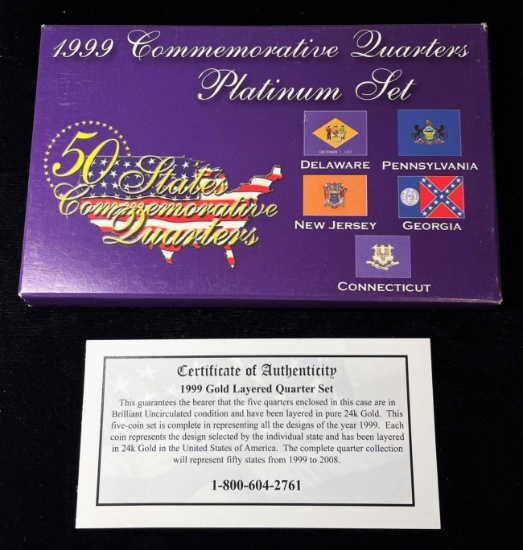 1999 Commemorative Quarters
Platinum Set
50 States
Commemorative
Quarters
DECEMBER 7, 1787
DELAWARE
PENNSYLVANIA
NEW JERSEY
GEORGIA
CONNECTICUT
Certificate of Authenticity
1999 Gold Layered Quarter Set
This guarantees the bearer that the five quarters enclosed in this case are in
Brilliant Uncirculated condition and have been layered in pure 24k Gold. This
five-coin set is complete in representing all the designs of the year 1999. Each
coin represents the design selected by the individual state and has been layered
in 24k Gold in the United States of America. The complete quarter collection
will represent fifty states from 1999 to 2008.
1-800-604-2761